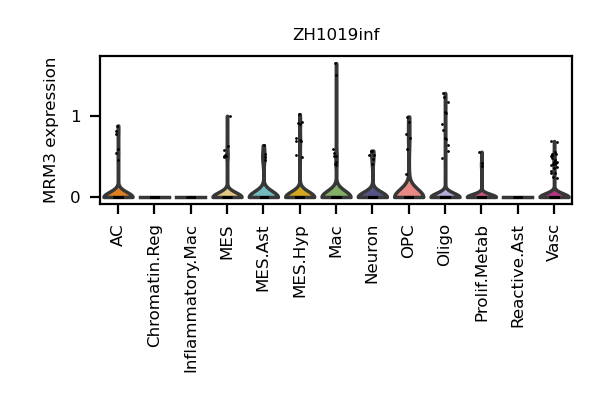 ZH1019inf
MRM3 expression
1
0
AC
Chromatin.Reg
Inflammatory.Mac
MES
MES.Ast
MES.Hyp
Mac
Neuron
OPC
Oligo
Prolif.Metab
Reactive.Ast
Vasc